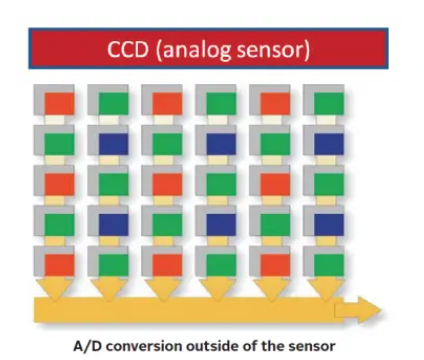 CCD (analog sensor)
A/D conversion outside of the sensor